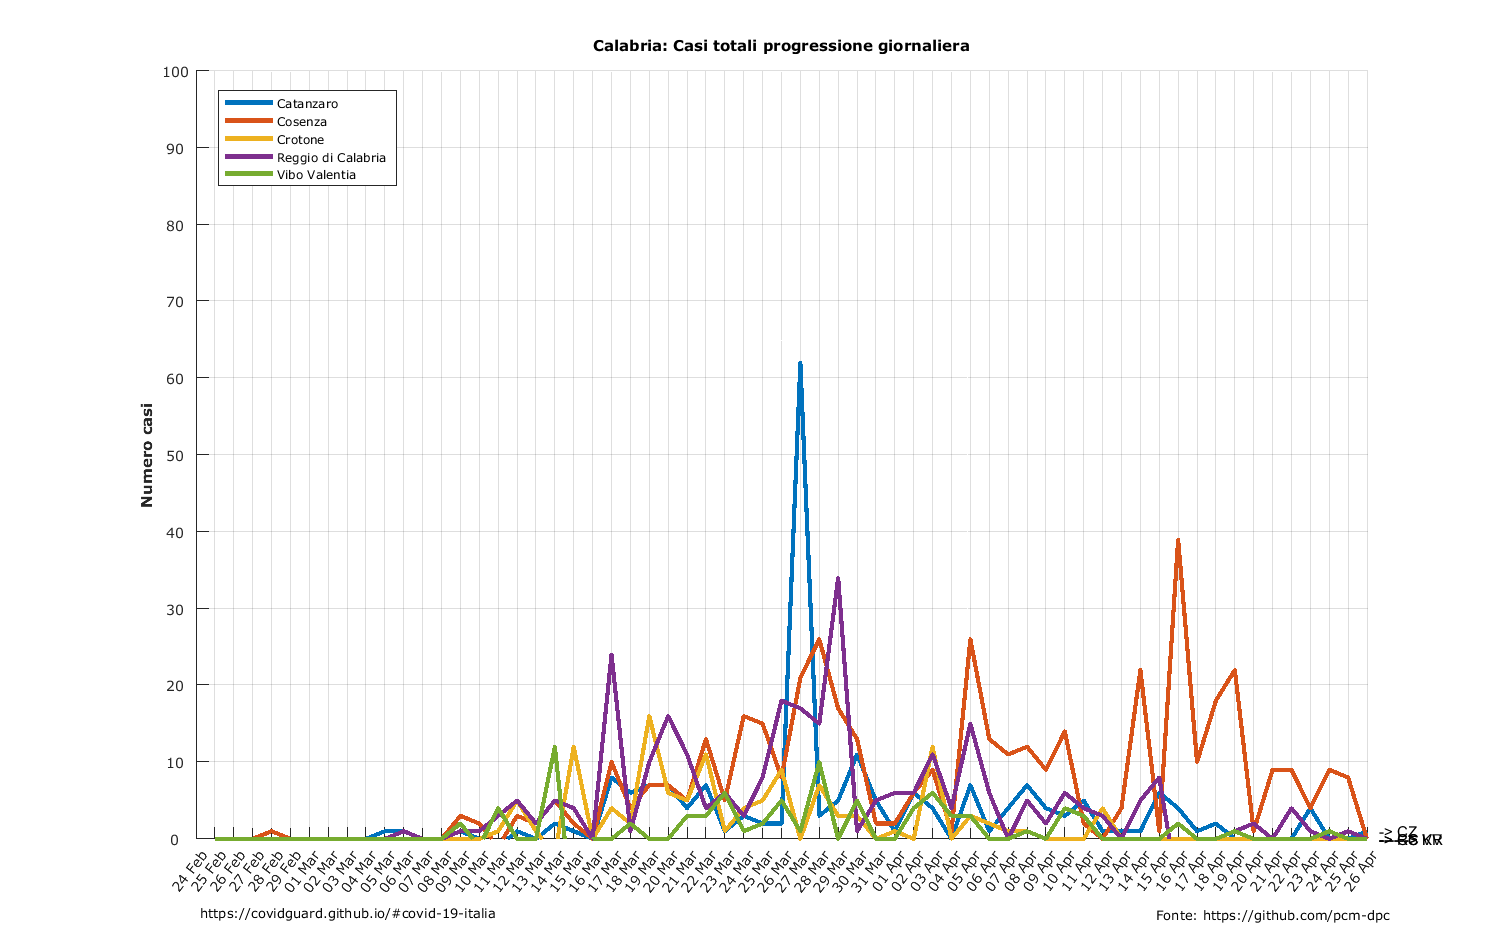 Calabria: Casi totali progressione giornaliera
100
90
80
70
60
50
40
30
20
10
0
Numero casi
Catanzaro
Cosenza
Crotone
Reggio di Calabria
Vibo Valentia
-> CZ
24 Feb
25 Feb
26 Feb
27 Feb
28 Feb
29 Feb
01 Mar
02 Mar
03 Mar
04 Mar
05 Mar
06 Mar
07 Mar
08 Mar
09 Mar
10 Mar
11 Mar
12 Mar
13 Mar
14 Mar
15 Mar
16 Mar
17 Mar
18 Mar
19 Mar
20 Mar
21 Mar
22 Mar
23 Mar
24 Mar
25 Mar
26 Mar
27 Mar
28 Mar
29 Mar
30 Mar
31 Mar
01 Apr
02 Apr
03 Apr
04 Apr
05 Apr
06 Apr
07 Apr
08 Apr
09 Apr
10 Apr
11 Apr
12 Apr
13 Apr
14 Apr
15 Apr
16 Apr
17 Apr
18 Apr
19 Apr
20 Apr
21 Apr
22 Apr
23 Apr
24 Apr
25 Apr
26 Apr
https://covidguard.github.io/#covid-19-italia
Fonte: https://github.com/pcm-dpc